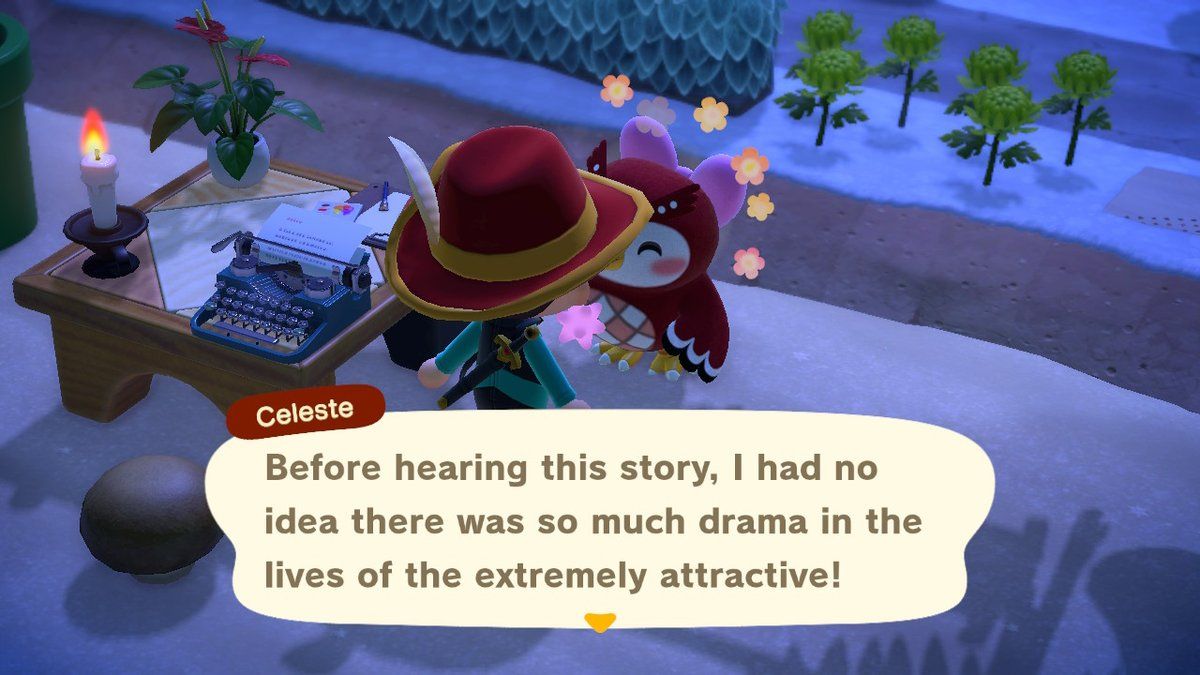 Celeste
Before hearing this story, I had no
idea there was so much drama in the
lives of the extremely attractive!